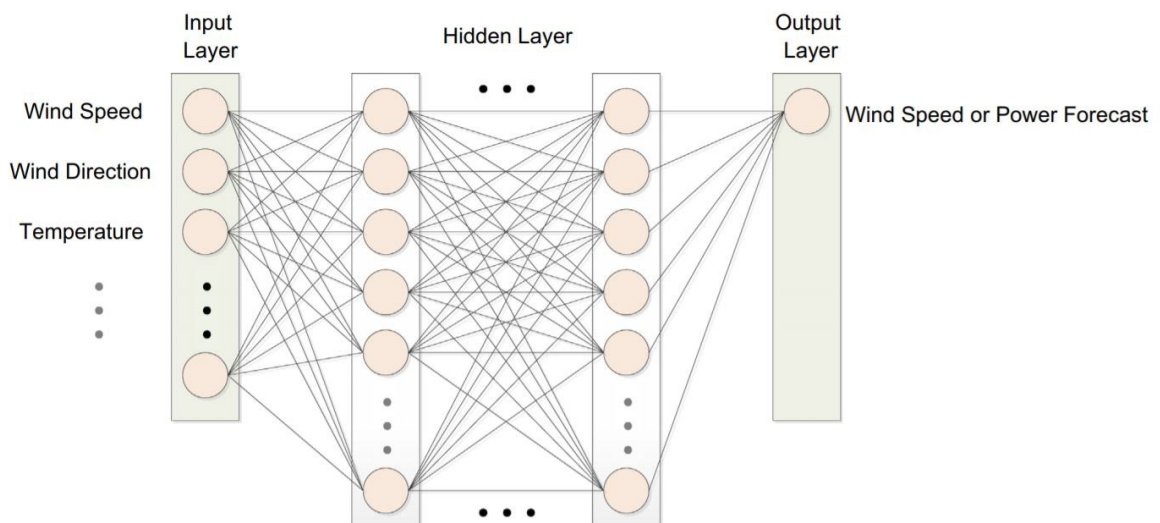 Input
Layer
Hidden Layer
Output
Layer
Wind Speed
Wind Speed or Power Forecast
Wind Direction
Temperature